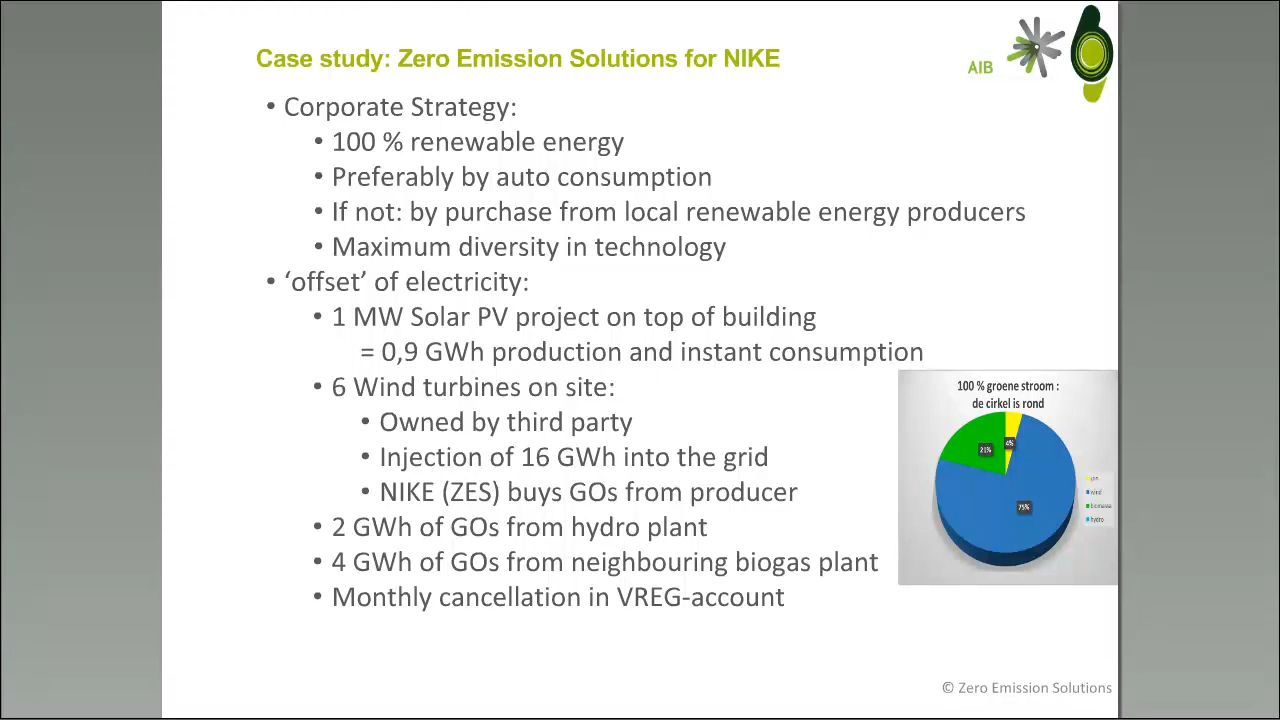 Case study: Zero Emission Solutions for NIKE
AIB
• Corporate Strategy:
• 100 % renewable energy
• Preferably by auto consumption
• If not: by purchase from local renewable energy producers
• Maximum diversity in technology
• ‘offset’ of electricity:
• 1 MW Solar PV project on top of building
= 0,9 GWh production and instant consumption
• 6 Wind turbines on site:
• Owned by third party
• Injection of 16 GWh into the grid
• NIKE (ZES) buys GOs from producer
• 2 GWh of GOs from hydro plant
• 4 GWh of GOs from neighbouring biogas plant
• Monthly cancellation in VREG-account
100 % groene stroom :
de cirkel is rond
4%
21%
75%
wind
biomassa
hydro
© Zero Emission Solutions